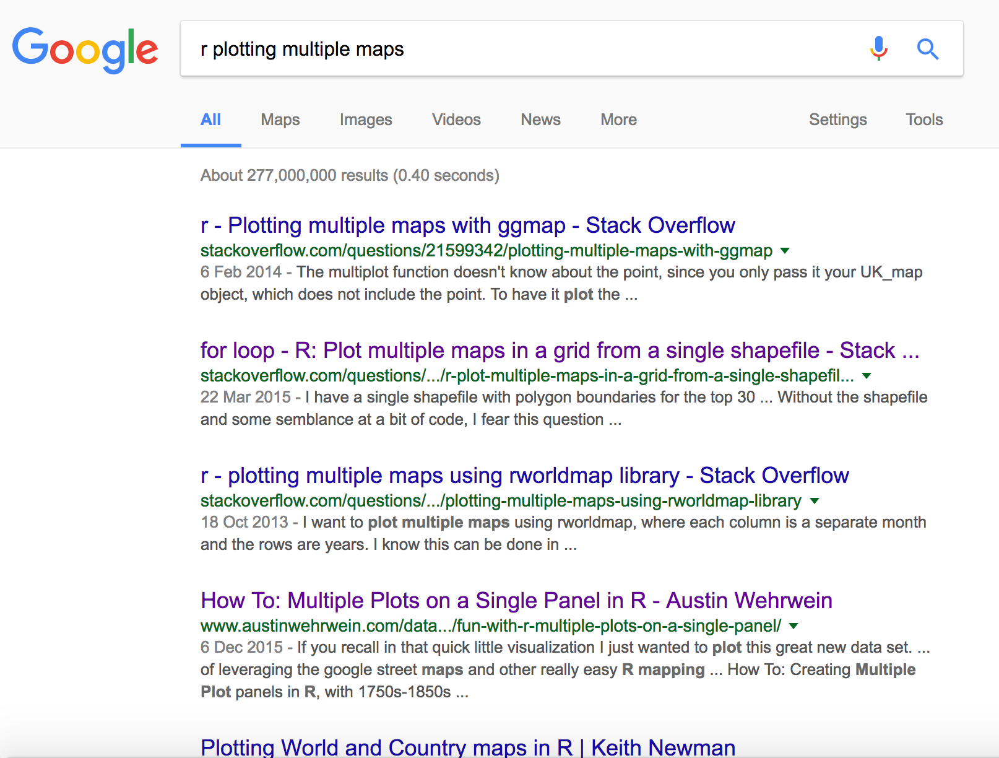 Google
r plotting multiple maps
All Maps Images Videos News More Settings Tools
About 277,000,000 results (0.40 seconds)
r - Plotting multiple maps with ggmap - Stack Overflow
stackoverflow.com/questions/21599342/plotting-multiple-maps-with-ggmap
6 Feb 2014 - The multiplot function doesn't know about the point, since you only pass it your UK_map
object, which does not include the point. To have it plot the ...
for loop - R: Plot multiple maps in a grid from a single shapefile - Stack ...
stackoverflow.com/questions/.../r-plot-multiple-maps-in-a-grid-from-a-single-shapefil...
22 Mar 2015 - I have a single shapefile with polygon boundaries for the top 30 ... Without the shapefile
and some semblance at a bit of code, I fear this question ...
r - plotting multiple maps using rworldmap library - Stack Overflow
stackoverflow.com/questions/.../plotting-multiple-maps-using-rworldmap-library
18 Oct 2013 - I want to plot multiple maps using rworldmap, where each column is a separate month
and the rows are years. I know this can be done in ...
How To: Multiple Plots on a Single Panel in R - Austin Wehrwein
www.austinwehrwein.com/data.../fun-with-r-multiple-plots-on-a-single-panel/
6 Dec 2015 - If you recall in that quick little visualization I just wanted to plot this great new data set. ...
of leveraging the google street maps and other really easy R mapping ... How To: Creating Multiple
Plot panels in R, with 1750s-1850s ...
Plotting World and Country maps in R | Keith Newman